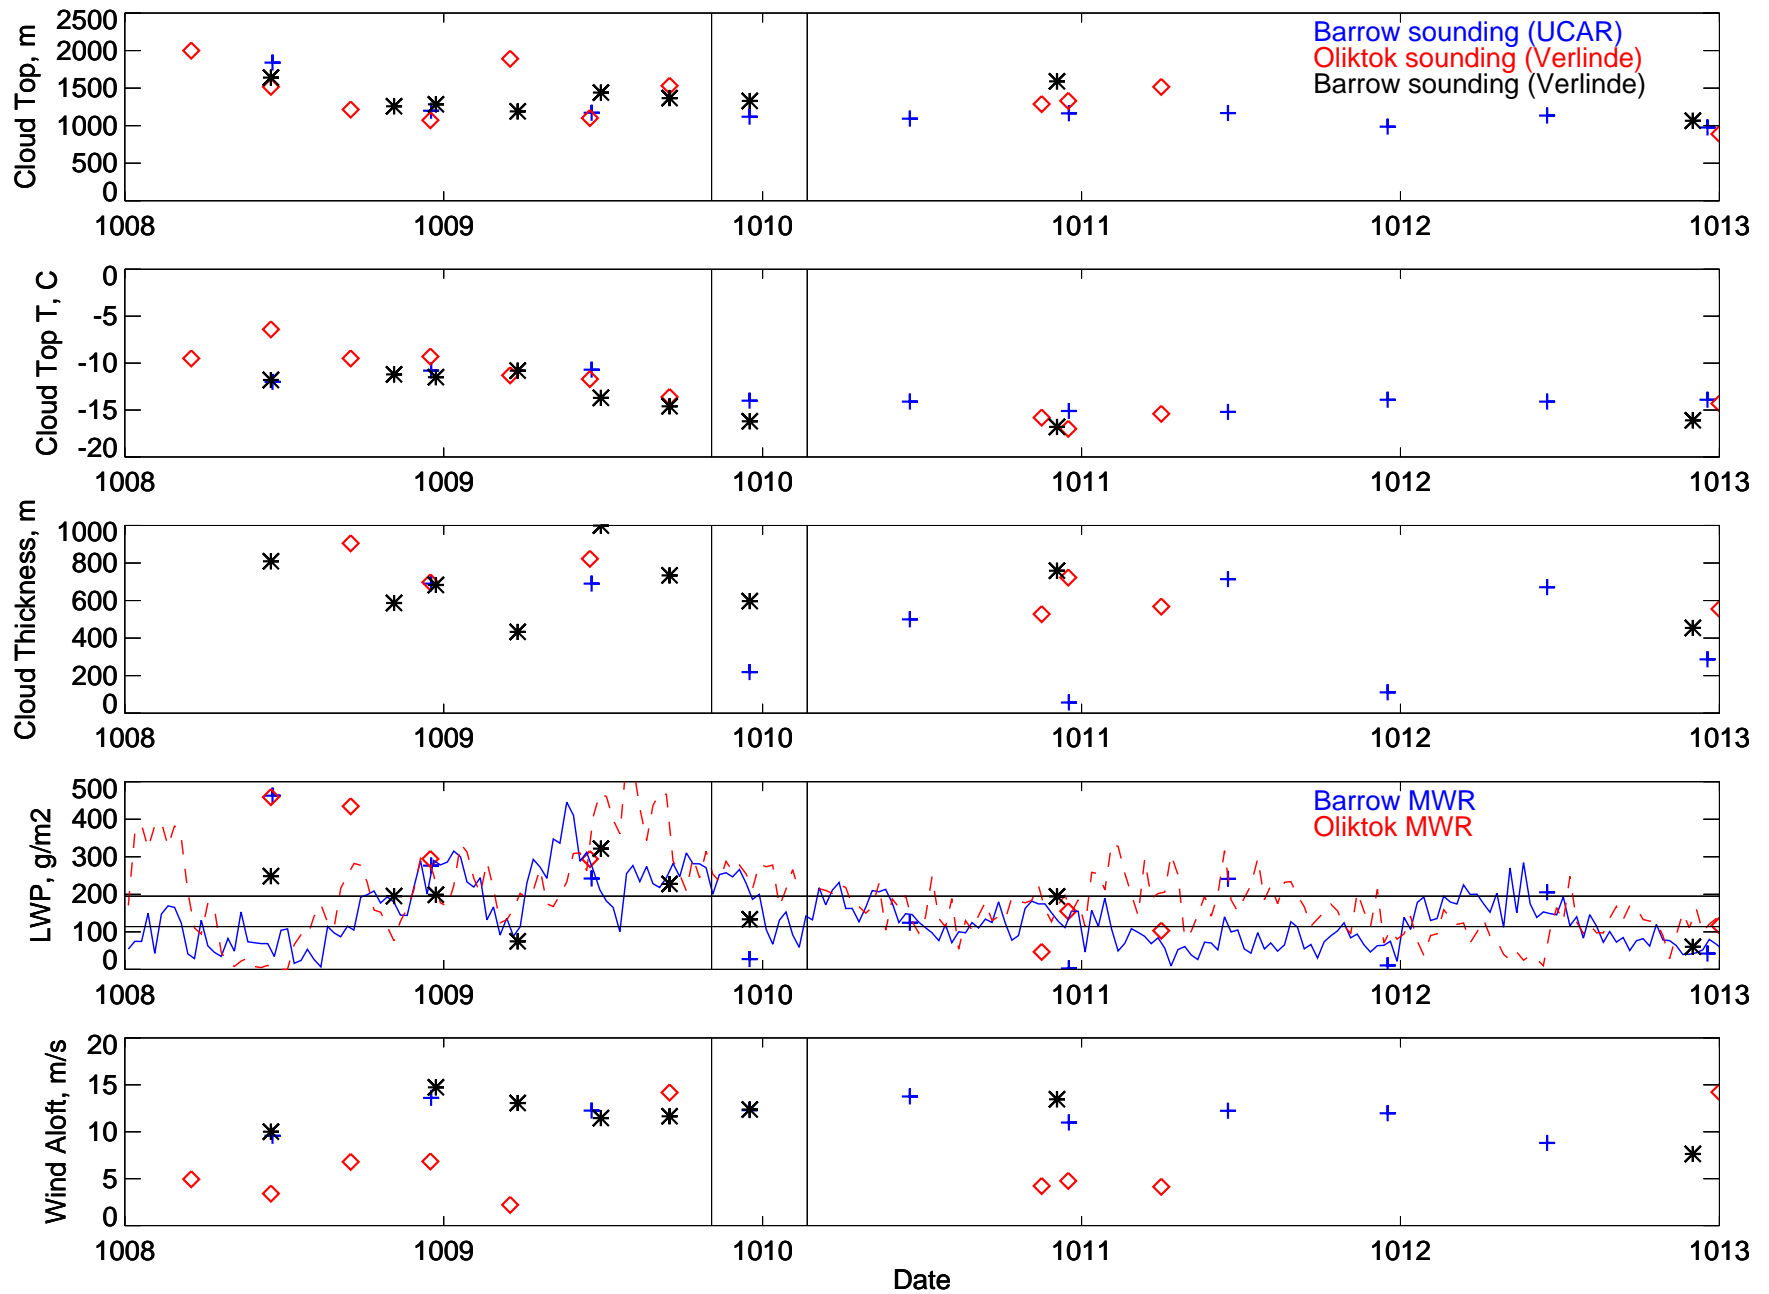 Cloud Top, m
2500
2000
1500
1000
500
0
Barrow sounding (UCAR)
Oliktok sounding (Verlinde)
Barrow sounding (Verlinde)
1008 1009 1010 1011 1012 1013
Cloud Top T, C
0
-5
-10
-15
-20
1008 1009 1010 1011 1012 1013
Cloud Thickness, m
1000
800
600
400
200
0
1008 1009 1010 1011 1012 1013
LWP, g/m2
500
400
300
200
100
0
Barrow MWR
Oliktok MWR
1008 1009 1010 1011 1012 1013
Wind Aloft, m/s
20
15
10
5
0
1008 1009 1010 1011 1012 1013
Date